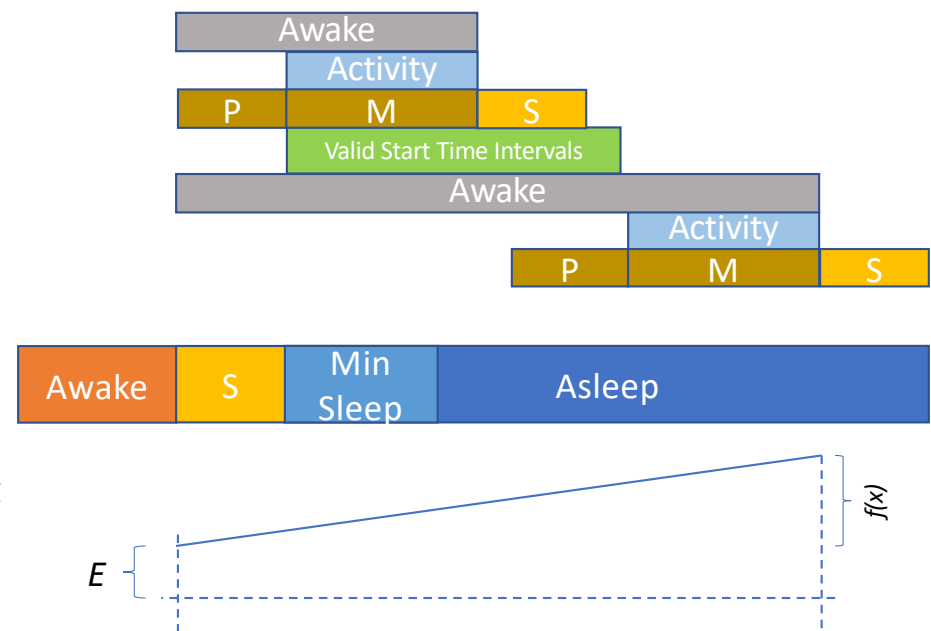 Awake
Activity
P M S
Valid Start Time Intervals
Awake
Activity
P M S
Awake S Min Sleep Asleep
f(x)
E